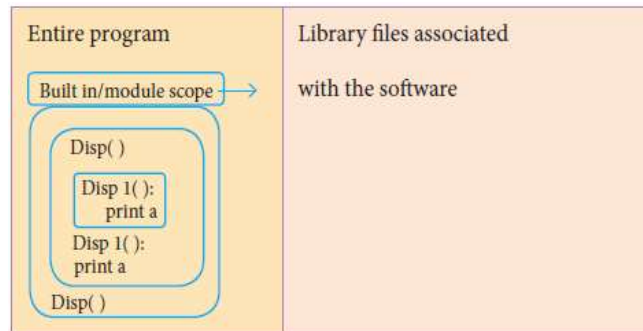 Entire program
Built in/module scope
Disp( )
Disp 1( ):
print a
Disp 1( ):
print a
Disp( )
Library files associated
with the software